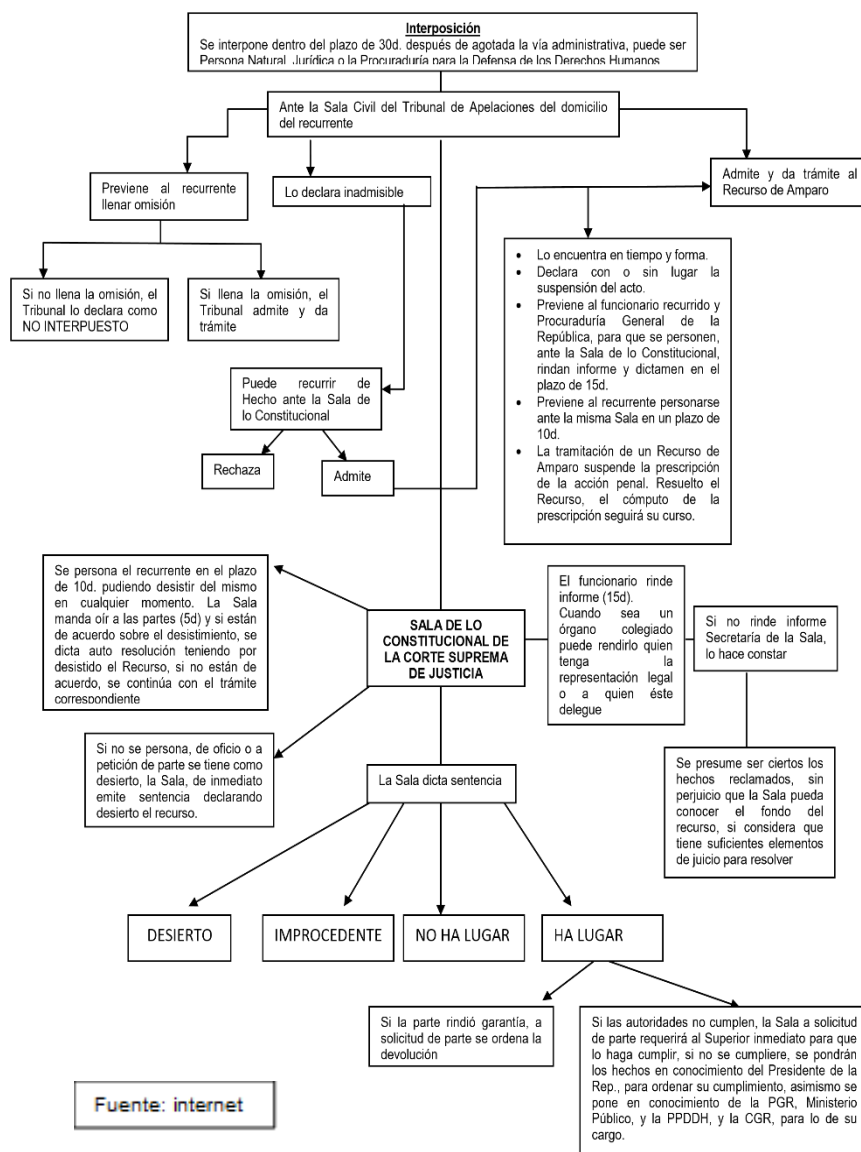 Interposición
Se interpone dentro del plazo de 30d. después de agotada la vía administrativa, puede ser
Persona Natural, Jurídica o la Procuraduría para la Defensa de los Derechos Humanos
Ante la Sala Civil del Tribunal de Apelaciones del domicilio
del recurrente
Previene al recurrente
llenar omisión
Lo declara inadmisible
Admite y da trámite al
Recurso de Amparo
Si no llena la omisión, el
Tribunal lo declara como
NO INTERPUESTO
Si llena la omisión, el
Tribunal admite y da
trámite
• Lo encuentra en tiempo y forma.
• Declara con o sin lugar la
suspensión del acto.
• Previene al funcionario recurrido y
Procuraduría General de la
República, para que se personen,
ante la Sala de lo Constitucional,
rindan informe y dictamen en el
plazo de 15d.
• Previene al recurrente personarse
ante la misma Sala en un plazo de
10d.
• La tramitación de un Recurso de
Amparo suspende la prescripción
de la acción penal. Resuelto el
Recurso, el cómputo de la
prescripción seguirá su curso.
Puede recurrir de
Hecho ante la Sala de
lo Constitucional
Rechaza
Admite
Se persona el recurrente en el plazo
de 10d. pudiendo desistir del mismo
en cualquier momento. La Sala
manda oír a las partes (5d) y si están
de acuerdo sobre el desistimiento, se
dicta auto resolución teniendo por
desistido el Recurso, si no están de
acuerdo, se continúa con el trámite
correspondiente
SALA DE LO
CONSTITUCIONAL DE
LA CORTE SUPREMA
DE JUSTICIA
El funcionario rinde
informe (15d).
Cuando sea un
órgano colegiado
puede rendirlo quien
tenga la
representación legal
o a quien éste
delegue
Si no rinde informe
Secretaría de la Sala,
lo hace constar
Si no se persona, de oficio o a
petición de parte se tiene como
desierto, la Sala, de inmediato
emite sentencia declarando
desierto el recurso.
La Sala dicta sentencia
Se presume ser ciertos los
hechos reclamados, sin
perjuicio que la Sala pueda
conocer el fondo del
recurso, si considera que
tiene suficientes elementos
de juicio para resolver
DESIERTO
IMPROCEDENTE
NO HA LUGAR
HA LUGAR
Si la parte rindió garantía, a
solicitud de parte se ordena la
devolución
Si las autoridades no cumplen, la Sala a solicitud
de parte requerirá al Superior inmediato para que
lo haga cumplir, si no se cumpliere, se pondrán
los hechos en conocimiento del Presidente de la
Rep., para ordenar su cumplimiento, asimismo se
pone en conocimiento de la PGR, Ministerio
Público, y la PPDDH, y la CGR, para lo de su
cargo.
Fuente: internet